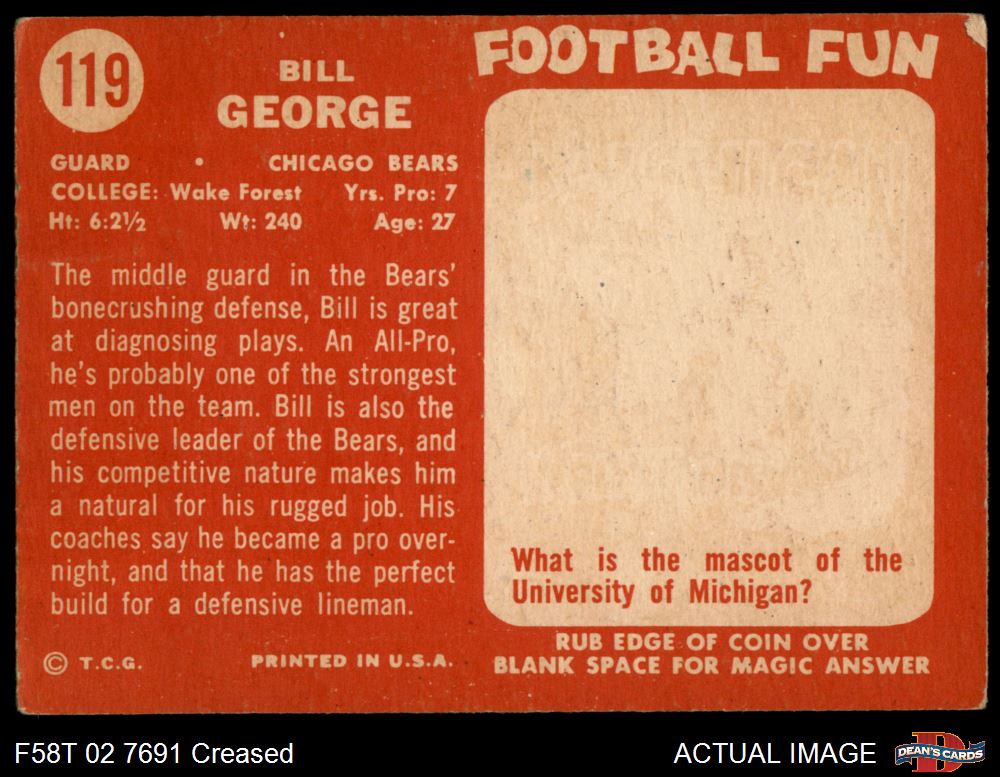 119
BILL
GEORGE
GUARD • CHICAGO BEARS
COLLEGE: Wake Forest Yrs. Pro: 7
Ht: 6:2½ Wt: 240 Age: 27
The middle guard in the Bears'
bonecrushing defense, Bill is great
at diagnosing plays. An All-Pro,
he's probably one of the strongest
men on the team. Bill is also the
defensive leader of the Bears, and
his competitive nature makes him
a natural for his rugged job. His
coaches say he became a pro over-
night, and that he has the perfect
build for a defensive lineman.
© T.C.G. PRINTED IN U.S.A.
FOOTBALL FUN
What is the mascot of the
University of Michigan?
RUB EDGE OF COIN OVER
BLANK SPACE FOR MAGIC ANSWER
F58T 02 7691 Creased
ACTUAL IMAGE
DEAN'S CARDS